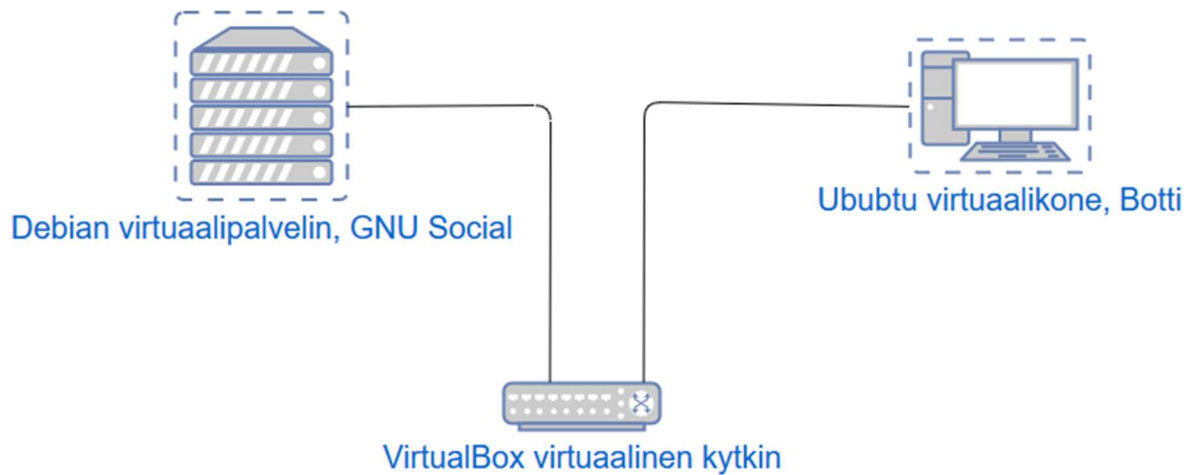 Debian virtuaalipalvelin, GNU Social
Ububtu virtuaalikone, Botti
VirtualBox virtuaalinen kytkin